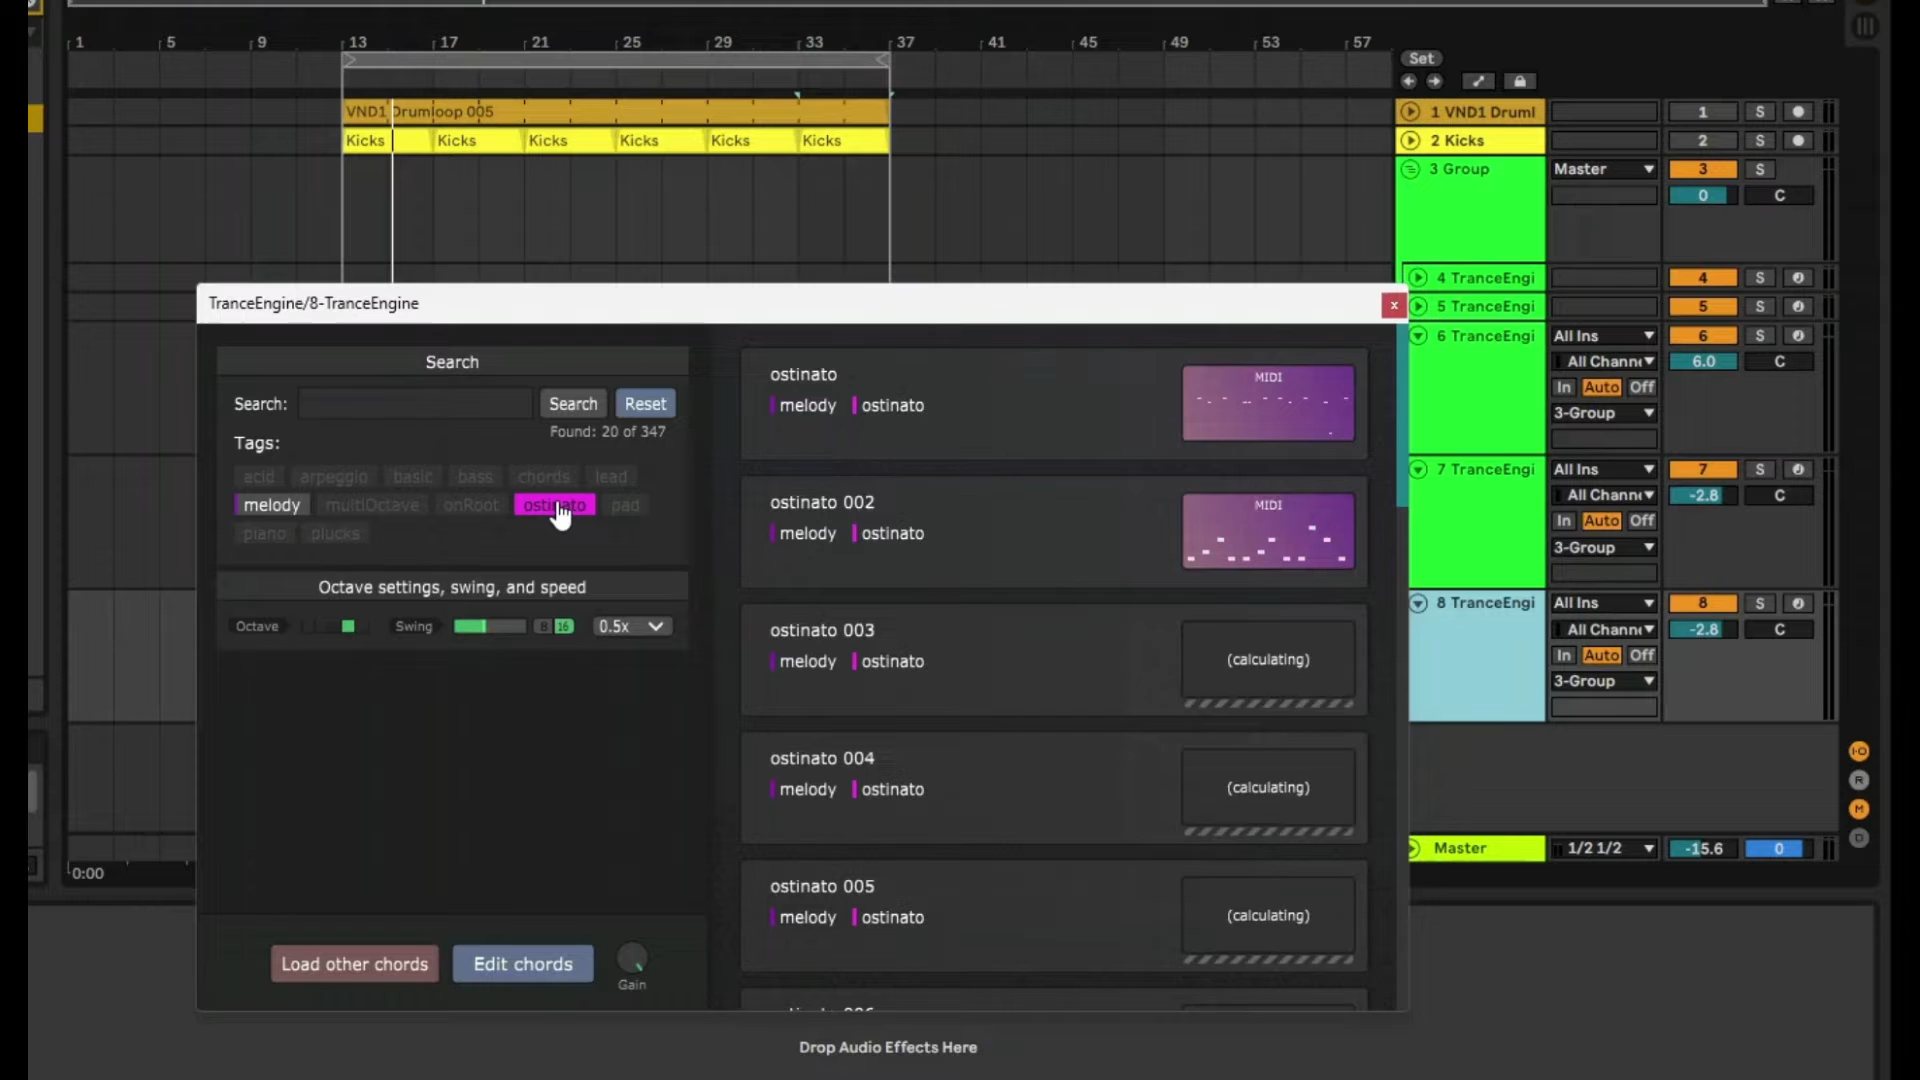 1 5 9 13 17 21 25 29 33 37 41 45 49 53 57
Set
VND1 Drumloop 005
1 VND1 Druml 1 S
Kicks Kicks Kicks Kicks Kicks Kicks
2 Kicks 2 S
3 Group Master 3 S
0 C
4 TranceEngi 4 S
5 TranceEngi 5 S
6 TranceEngi All Ins 6 S
All Chann 6.0 C
In Auto Off
3-Group
7 TranceEngi All Ins 7 S
All Chann -2.8 C
In Auto Off
3-Group
8 TranceEngi All Ins 8 S
All Chann -2.8 C
In Auto Off
3-Group
Master 1/2 1/2 -15.6 0
I·O
R
M
D
0:00
TranceEngine/8-TranceEngine
x
Search
Search: Search Reset
Found: 20 of 347
Tags:
acid arpeggio basic bass chords lead
melody multiOctave onRoot ostinato pad
piano plucks
Octave settings, swing, and speed
Octave Swing 8 16 0.5x
Load other chords Edit chords
Gain
ostinato
melody ostinato
MIDI
ostinato 002
melody ostinato
MIDI
ostinato 003
melody ostinato
(calculating)
ostinato 004
melody ostinato
(calculating)
ostinato 005
melody ostinato
(calculating)
Drop Audio Effects Here